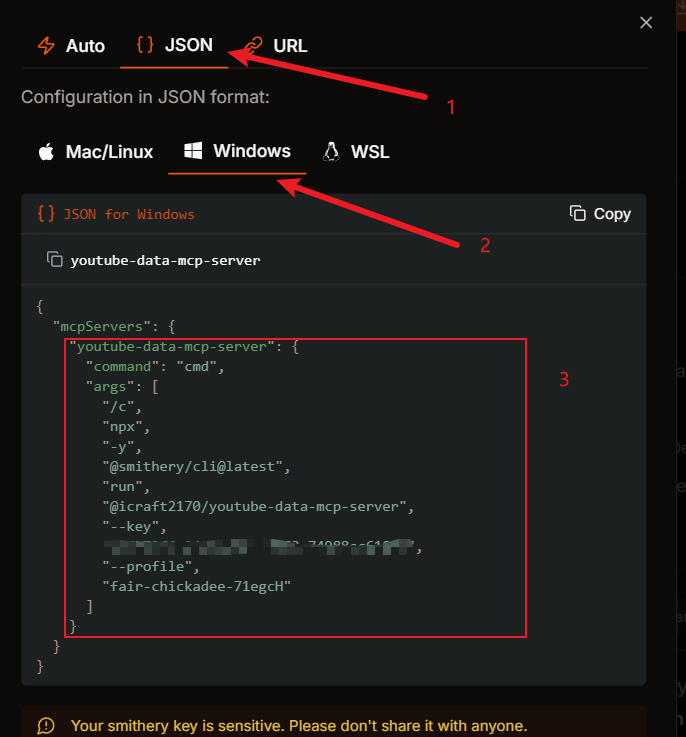 Auto {} JSON URL
1
Configuration in JSON format:
Mac/Linux Windows WSL
2
{} JSON for Windows Copy
youtube-data-mcp-server
{
"mcpServers": {
"youtube-data-mcp-server": {
3
"command": "cmd",
"args": [
"/c",
"npx",
"-y",
"@smithery/cli@latest",
"run",
"@icraft2170/youtube-data-mcp-server",
"--key",
"--profile",
"fair-chickadee-71egcH"
]
}
}
}
Your smithery key is sensitive. Please don't share it with anyone.